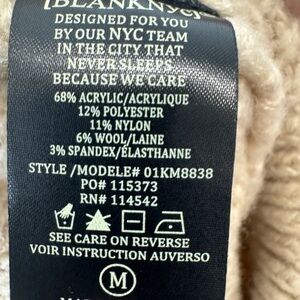 [BLANKNYC]
DESIGNED FOR YOU
BY OUR NYC TEAM
IN THE CITY THAT
NEVER SLEEPS
BECAUSE WE CARE
68% ACRYLIC/ACRYLIQUE
12% POLYESTER
11% NYLON
6% WOOL/LAINE
3% SPANDEX/ÉLASTHANNE
STYLE /MODELE# 01KM8838
PO# 115373
RN# 114542
SEE CARE ON REVERSE
VOIR INSTRUCTION AUVERSO
M